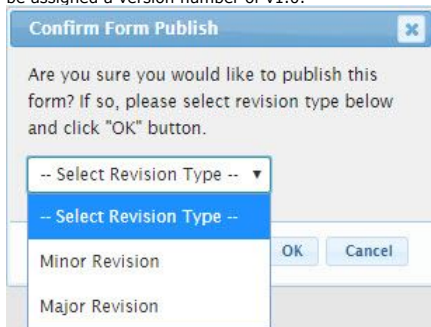 be assigned a version number of v1.0.
Confirm Form Publish
Are you sure you would like to publish this
form? If so, please select revision type below
and click "OK" button.
-- Select Revision Type --
-- Select Revision Type --
Minor Revision
OK Cancel
Major Revision